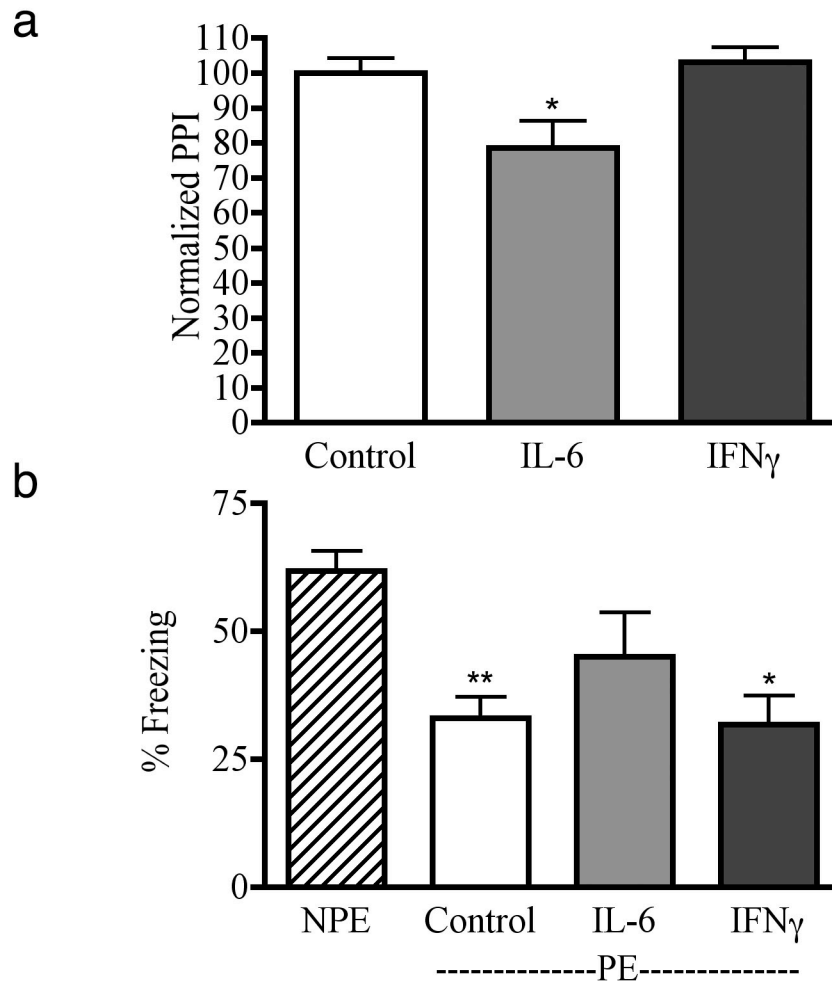 a
Normalized PPI
110
100
90
80
70
60
50
40
30
20
10
0
*
Control IL-6 IFNγ
b
% Freezing
75
50
25
0
** *
NPE Control IL-6 IFNγ
---------------PE---------------